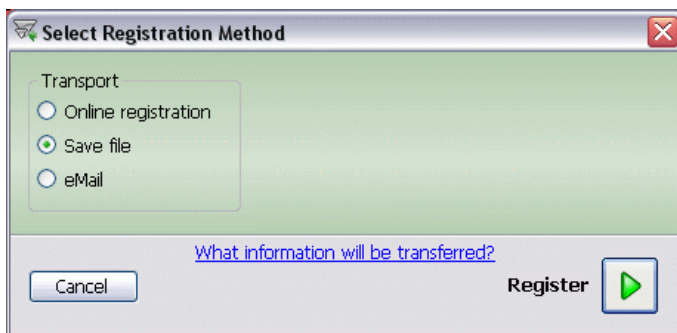 Select Registration Method
Transport
Online registration
Save file
eMail
What information will be transferred?
Cancel
Register